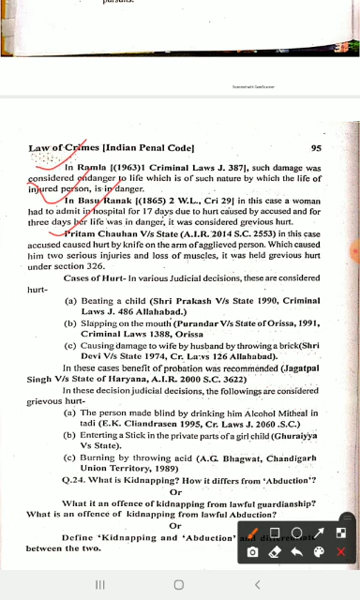 pursuits.
Scanned with CamScanner
Law of Crimes [Indian Penal Code] 95
In Ramla [(1963)1 Criminal Laws J. 387], such damage was
considered endanger to life which is of such nature by which the life of
injured person, is in danger.
In Basu Ranak [(1865) 2 W.L., Cri 29] in this case a woman
had to admit in hospital for 17 days due to hurt caused by accused and for
three days her life was in danger, it was considered grevious hurt.
Pritam Chauhan V/s State (A.I.R. 2014 S.C. 2553) in this case
accused caused hurt by knife on the arm of agglieved person. Which caused
him two serious injuries and loss of muscles, it was held grevious hurt
under section 326.
Cases of Hurt- In various Judicial decisions, these are considered
hurt-
(a) Beating a child (Shri Prakash V/s State 1990, Criminal
Laws J. 486 Allahabad.)
(b) Slapping on the mouth (Purandar V/s State of Orissa, 1991,
Criminal Laws 1388, Orissa
(c) Causing damage to wife by husband by throwing a brick(Shri
Devi V/s State 1974, Cr. Laws 126 Allahabad).
In these cases benefit of probation was recommended (Jagatpal
Singh V/s State of Haryana, A.I.R. 2000 S.C. 3622)
In these decision judicial decisions, the followings are considered
grievous hurt-
(a) The person made blind by drinking him Alcohol Mitheal in
tadi (E.K. Cliandrasen 1995, Cr. Laws J. 2060 .S.C.)
(b) Enterting a Stick in the private parts of a girl child (Ghuraiyya
Vs State).
(c) Burning by throwing acid (A.G. Bhagwat, Chandigarh
Union Territory, 1989)
Q.24. What is Kidnapping? How it differs from 'Abduction'?
Or
What it an offence of kidnapping from lawful guardianship?
What is an offence of kidnapping from lawful Abduction?
Or
Define 'Kidnapping and 'Abduction' and differentiate
between the two.